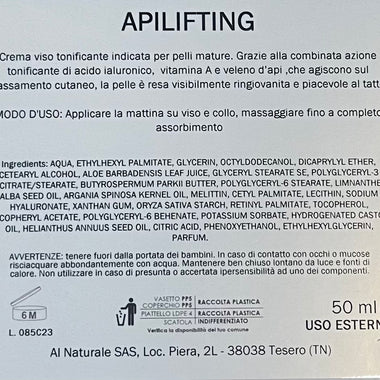 APILIFTING
Crema viso tonificante indicata per pelli mature. Grazie alla combinata azione
tonificante di acido ialuronico, vitamina A e veleno d'api ,che agiscono sul
assamento cutaneo, la pelle è resa visibilmente ringiovanita e piacevole al tatt
MODO D'USO: Applicare la mattina su viso e collo, massaggiare fino a completo
assorbimento
Ingredients: AQUA, ETHYLHEXYL PALMITATE, GLYCERIN, OCTYLDODECANOL, DICAPRYLYL ETHER,
CETEARYL ALCOHOL, ALOE BARBADENSIS LEAF JUICE, GLYCERYL STEARATE SE, POLYGLYCERYL-3
CITRATE/STEARATE, BUTYROSPERMUM PARKII BUTTER, POLYGLYCERYL-6 STEARATE, LIMNANTHE
ALBA SEED OIL, ARGANIA SPINOSA KERNEL OIL, MELITTIN, CETYL PALMITATE, LECITHIN, SODIUM
HYALURONATE, XANTHAN GUM, ORYZA SATIVA STARCH, RETINYL PALMITATE, TOCOPHEROL,
OCOPHERYL ACETATE, POLYGLYCERYL-6 BEHENATE, POTASSIUM SORBATE, HYDROGENATED CASTO
OIL, HELIANTHUS ANNUUS SEED OIL, CITRIC ACID, PHENOXYETHANOL, ETHYLHEXYLGLYCERIN,
PARFUM.
AVVERTENZE: tenere fuori dalla portata dei bambini. In caso di contatto con occhi o mucose
risciacquare abbondantemente con acqua. Mantenere ben chiuso lontano da luce e fonti di
calore. Non utilizzare in caso di presunta o accertata ipersensibilità ad uno dei componenti.
6 M
L. 085C23
VASETTO PP5
COPERCHIO PP5 RACCOLTA PLASTICA
PIATTELLO LDPE 4 RACCOLTA PLASTICA
SCATOLA INDIFFERENZIATO
Verifica la disponibilità del tuo comune
50 ml
USO ESTERN
Al Naturale SAS, Loc. Piera, 2L - 38038 Tesero (TN)